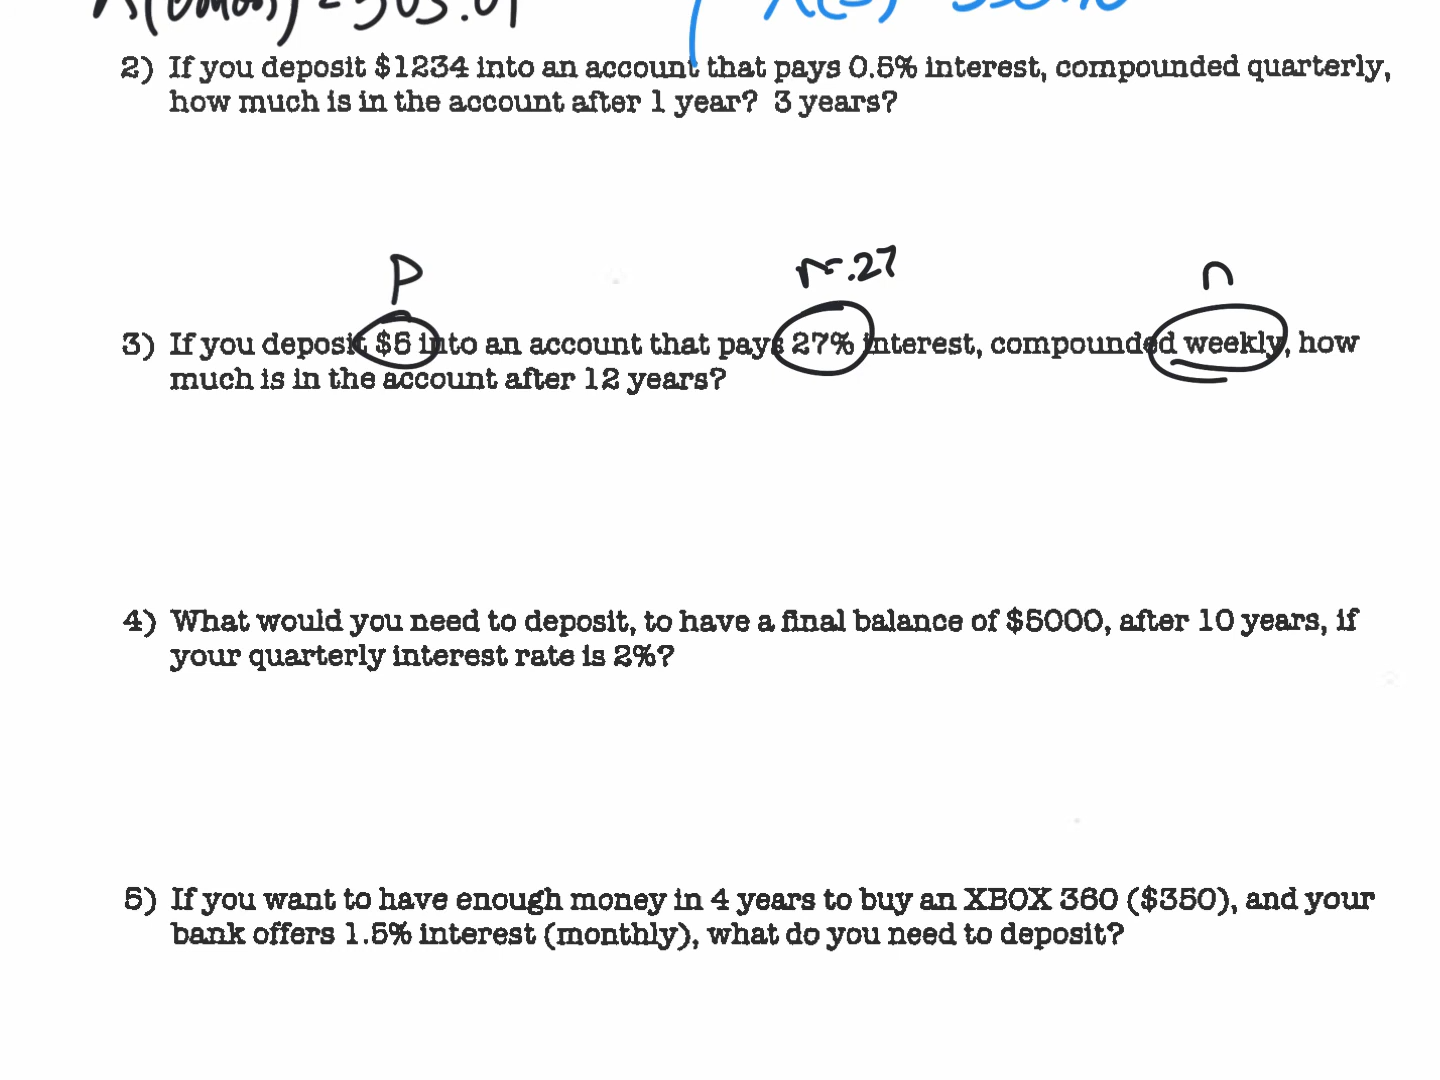 2) If you deposit $1234 into an account that pays 0.5% interest, compounded quarterly,
how much is in the account after 1 year? 3 years?
P r=.27 n
3) If you deposit $5 into an account that pays 27% interest, compounded weekly, how
much is in the account after 12 years?
4) What would you need to deposit, to have a final balance of $5000, after 10 years, if
your quarterly interest rate is 2%?
5) If you want to have enough money in 4 years to buy an XBOX 360 ($350), and your
bank offers 1.5% interest (monthly), what do you need to deposit?